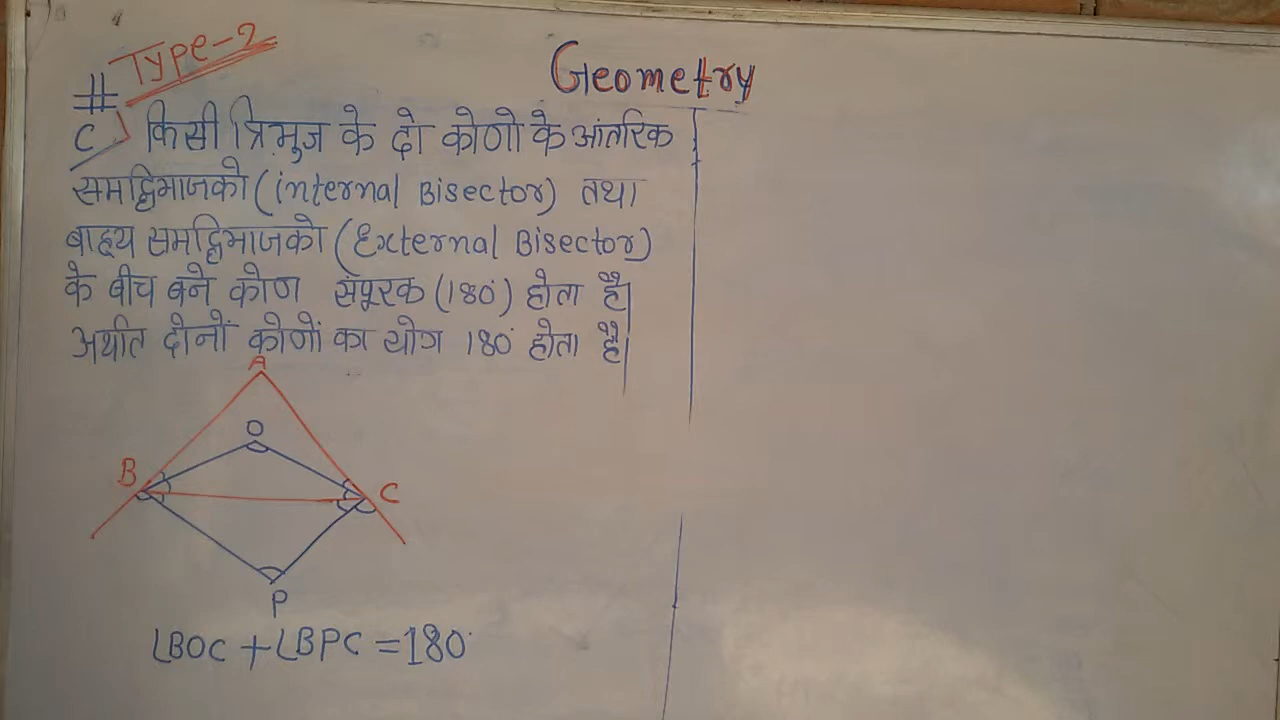 Type-2
Geometry
#
C) किसी त्रिभुज के दो कोणो के आंतरिक
समद्विभाजको (internal Bisector) तथा
बाह्य समद्विभाजको (External Bisector)
के बीच बने कोण संपूरक (180°) होता है।
अर्थात दोनों कोणों का योग 180° होता है।
A
O
B
C
P
∠BOC + ∠BPC = 180°